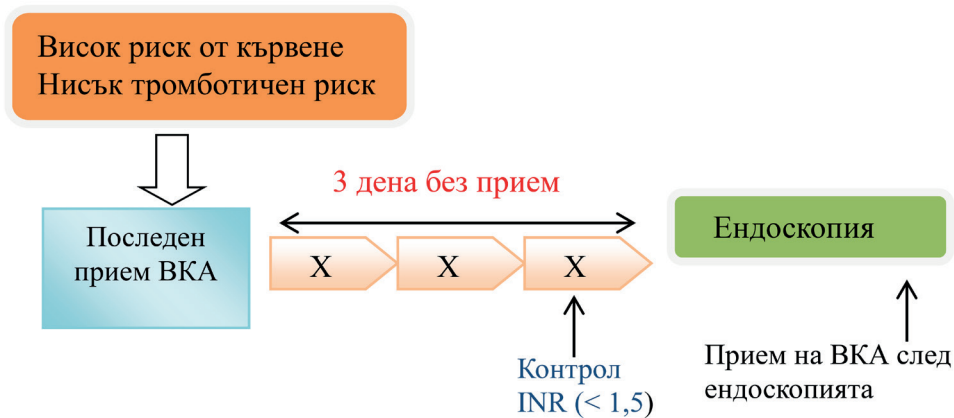 Висок риск от кървене
Нисък тромботичен риск
3 дена без прием
Последен
прием ВКА
X
X
X
Ендоскопия
Контрол
INR (< 1,5)
Прием на ВКА след
ендоскопията